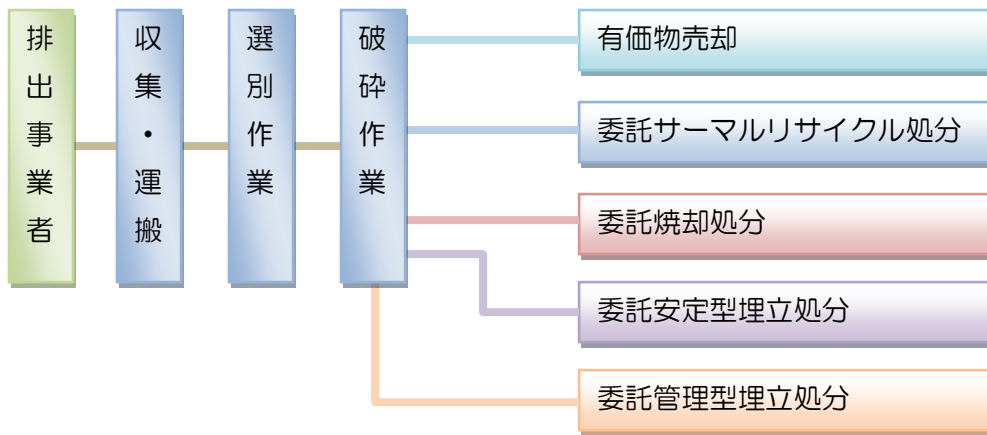 排出事業者
収集・運搬
選別作業
破砕作業
有価物売却
委託サーマルリサイクル処分
委託焼却処分
委託安定型埋立処分
委託管理型埋立処分